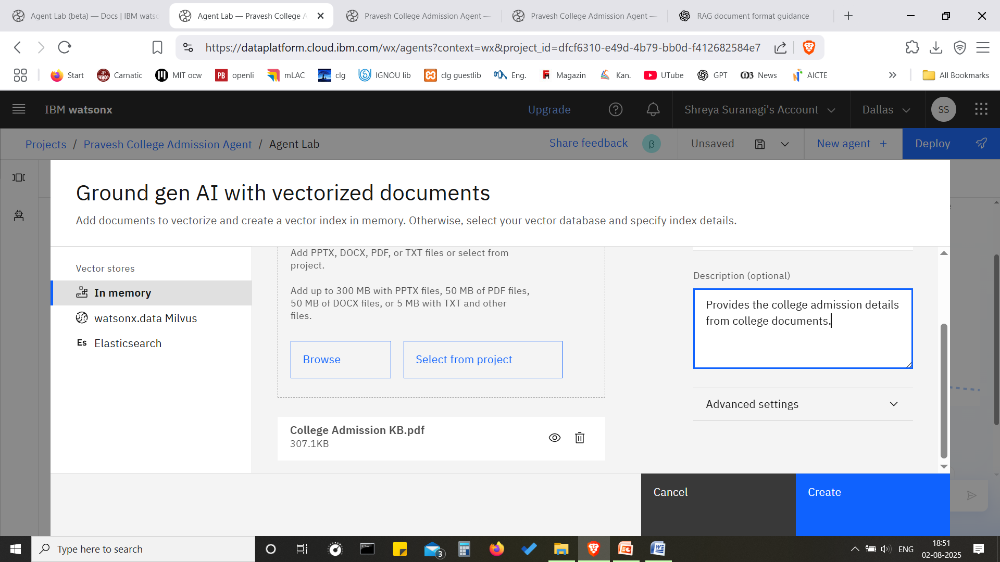 Agent Lab (beta) — Docs | IBM watso
Agent Lab — Pravesh College A
Pravesh College Admission Agent —
Pravesh College Admission Agent —
RAG document format guidance
https://dataplatform.cloud.ibm.com/wx/agents?context=wx&project_id=dfcf6310-e49d-4b79-bb0d-f412682584e7
Start
Carnatic
MIT ocw
PB openli
mLAC
clg
IGNOU lib
clg guestlib
Eng.
Magazin
Kan.
UTube
GPT
News
AICTE
All Bookmarks
IBM watsonx
Upgrade
Shreya Suranagi's Account
Dallas
SS
Projects / Pravesh College Admission Agent / Agent Lab
Share feedback
β
Unsaved
New agent +
Deploy
Ground gen AI with vectorized documents
Add documents to vectorize and create a vector index in memory. Otherwise, select your vector database and specify index details.
Vector stores
In memory
watsonx.data Milvus
Es Elasticsearch
Add PPTX, DOCX, PDF, or TXT files or select from
project.
Add up to 300 MB with PPTX files, 50 MB of PDF files,
50 MB of DOCX files, or 5 MB with TXT and other
files.
Browse
Select from project
College Admission KB.pdf
307.1KB
Description (optional)
Provides the college admission details
from college documents.
Advanced settings
Cancel
Create
Type here to search
3
ENG
18:51
02-08-2025